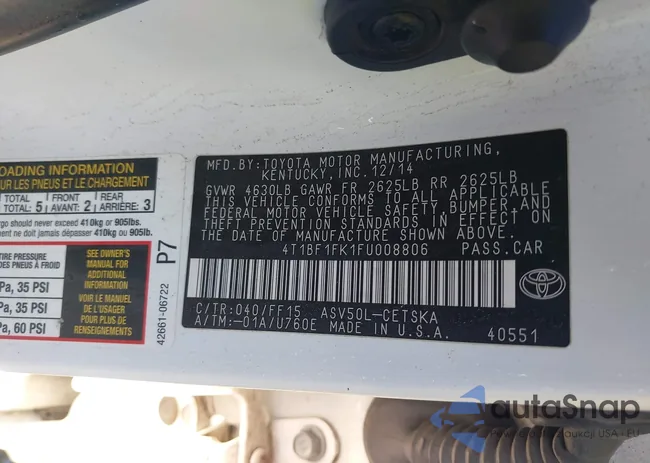 LOADING INFORMATION
SUR LES PNEUS ET LE CHARGEMENT
TOTAL FRONT REAR
TOTAL: 5 AVANT: 2 ARRIÈRE: 3
should never exceed 410kg or 905lbs.
ne doit jamais dépasser 410kg ou 905lb.
TIRE PRESSURE
DES PNEUS À FROID
Pa, 35 PSI
Pa, 35 PSI
Pa, 60 PSI
SEE OWNER'S
MANUAL FOR
ADDITIONAL
INFORMATION
VOIR LE MANUEL
DE L'USAGER
POUR PLUS DE
RENSEIGNEMENTS
P7
42661-06722
MFD.BY:TOYOTA MOTOR MANUFACTURING,
KENTUCKY, INC. 12/14
GVWR 4630LB GAWR FR 2625LB RR 2625LB
THIS VEHICLE CONFORMS TO ALL APPLICABLE
FEDERAL MOTOR VEHICLE SAFETY, BUMPER, AND
THEFT PREVENTION STANDARDS IN EFFECT ON
THE DATE OF MANUFACTURE SHOWN ABOVE.
4T1BF1FK1FU008806 PASS.CAR
TOYOTA
C/TR:040/FF15 ASV50L-CETSKA
A/TM:-01A/U760E MADE IN U.S.A.
40551
autaSnap